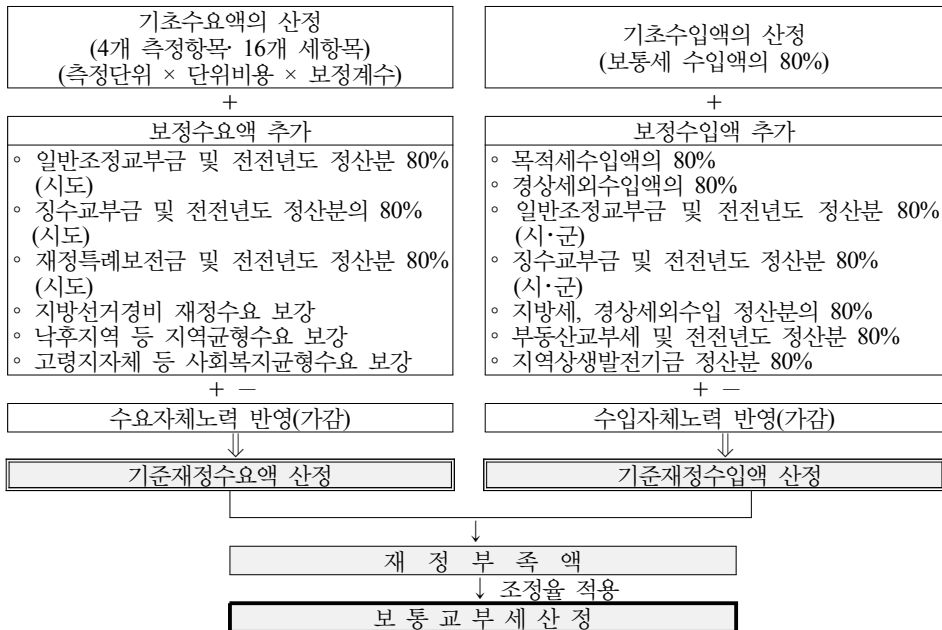 기초수요액의 산정
(4개 측정항목· 16개 세항목)
(측정단위 × 단위비용 × 보정계수)
+
보정수요액 추가
◦ 일반조정교부금 및 전전년도 정산분 80%
(시도)
◦ 징수교부금 및 전전년도 정산분의 80%
(시도)
◦ 재정특례보전금 및 전전년도 정산분 80%
(시도)
◦ 지방선거경비 재정수요 보강
◦ 낙후지역 등 지역균형수요 보강
◦ 고령지자체 등 사회복지균형수요 보강
+ −
수요자체노력 반영(가감)
⇓
기준재정수요액 산정
기초수입액의 산정
(보통세 수입액의 80%)
+
보정수입액 추가
◦ 목적세수입액의 80%
◦ 경상세외수입액의 80%
◦ 일반조정교부금 및 전전년도 정산분 80%
(시·군)
◦ 징수교부금 및 전전년도 정산분 80%
(시·군)
◦ 지방세, 경상세외수입 정산분의 80%
◦ 부동산교부세 및 전전년도 정산분 80%
◦ 지역상생발전기금 정산분 80%
+ −
수입자체노력 반영(가감)
⇓
기준재정수입액 산정
↓
재 정 부 족 액
↓ 조정율 적용
보 통 교 부 세 산 정